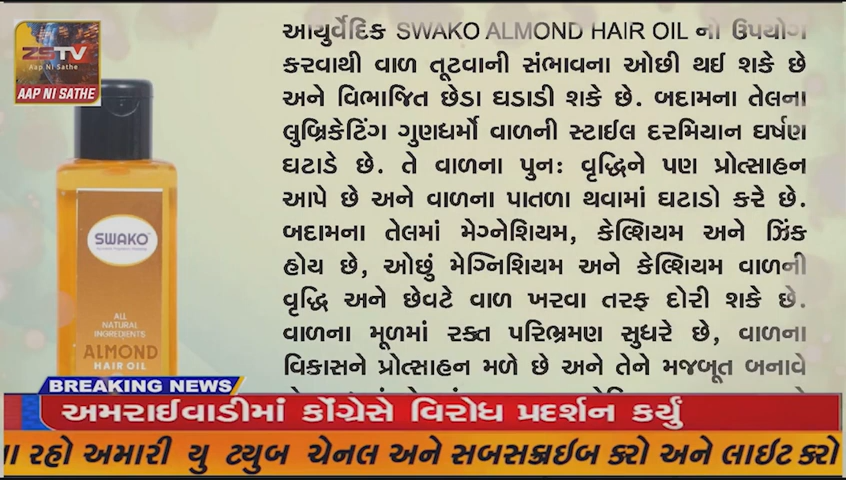 ZSTV
Aap Ni Sathe
AAP NI SATHE
આયુર્વેદિક SWAKO ALMOND HAIR OIL નો ઉપયોગ
કરવાથી વાળ તૂટવાની સંભાવના ઓછી થઈ શકે છે
અને વિભાજિત છેડા ઘડાડી શકે છે. બદામના તેલના
લુબ્રિકેટિંગ ગુણધર્મો વાળની સ્ટાઈલ દરમિયાન ઘર્ષણ
ઘટાડે છે. તે વાળના પુનઃ વૃદ્ધિને પણ પ્રોત્સાહન
આપે છે અને વાળના પાતળા થવામાં ઘટાડો કરે છે.
બદામના તેલમાં મેગ્નેશિયમ, કેલ્શિયમ અને ઝિંક
હોય છે, ઓછું મેગ્નિશિયમ અને કેલ્શિયમ વાળની
વૃદ્ધિ અને છેવટે વાળ ખરવા તરફ દોરી શકે છે.
વાળના મૂળમાં રક્ત પરિભ્રમણ સુધરે છે, વાળના
વિકાસને પ્રોત્સાહન મળે છે અને તેને મજબૂત બનાવે
SWAKO
ALL
NATURAL
INGREDIENTS
ALMOND
HAIR OIL
BREAKING NEWS
અમરાઈવાડીમાં કોંગ્રેસે વિરોધ પ્રદર્શન કર્યું
રહો અમારી યુ ટ્યુબ ચેનલ અને સબસક્રાઈબ કરો અને લાઈટ કરો